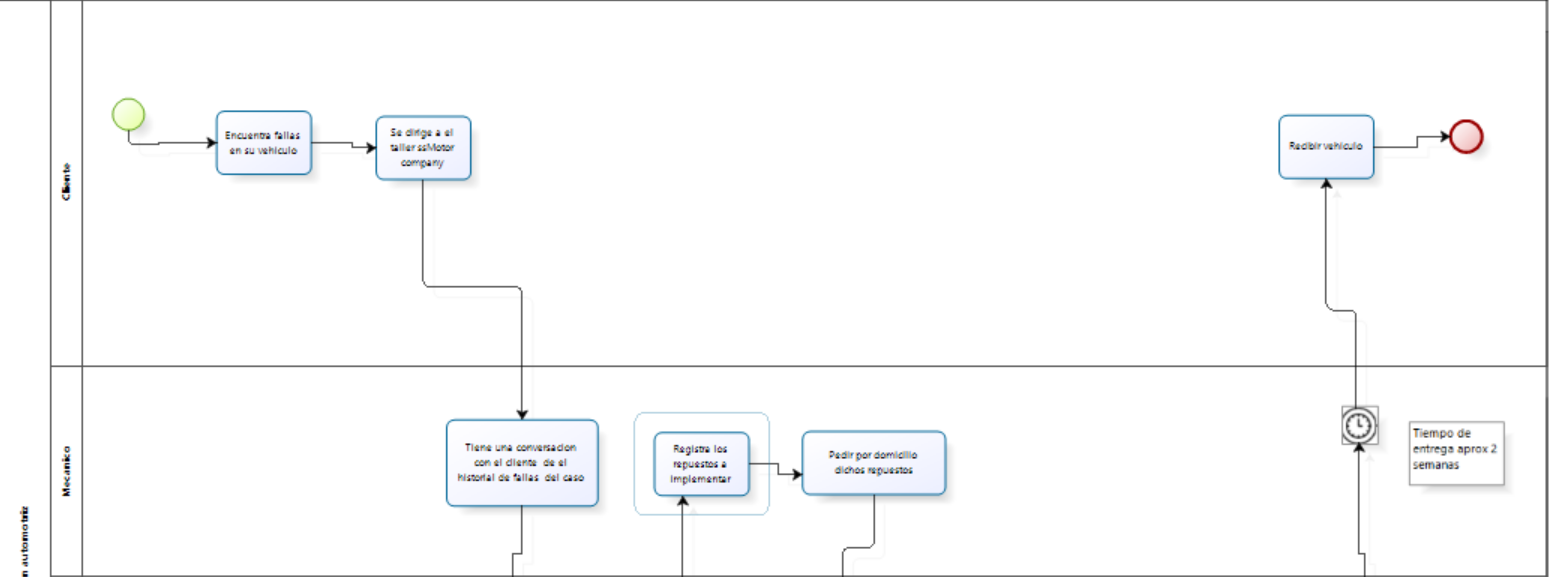 Cliente
Encuentra fallas
en su vehiculo
Se dirige a el
taller ssMotor
company
Recibir vehiculo
Mecanico
Tiene una conversacion
con el cliente de el
historial de fallas del caso
Registra los
repuestos a
implementar
Pedir por domicilio
dichos repuestos
Tiempo de
entrega aprox 2
semanas
n automotriz